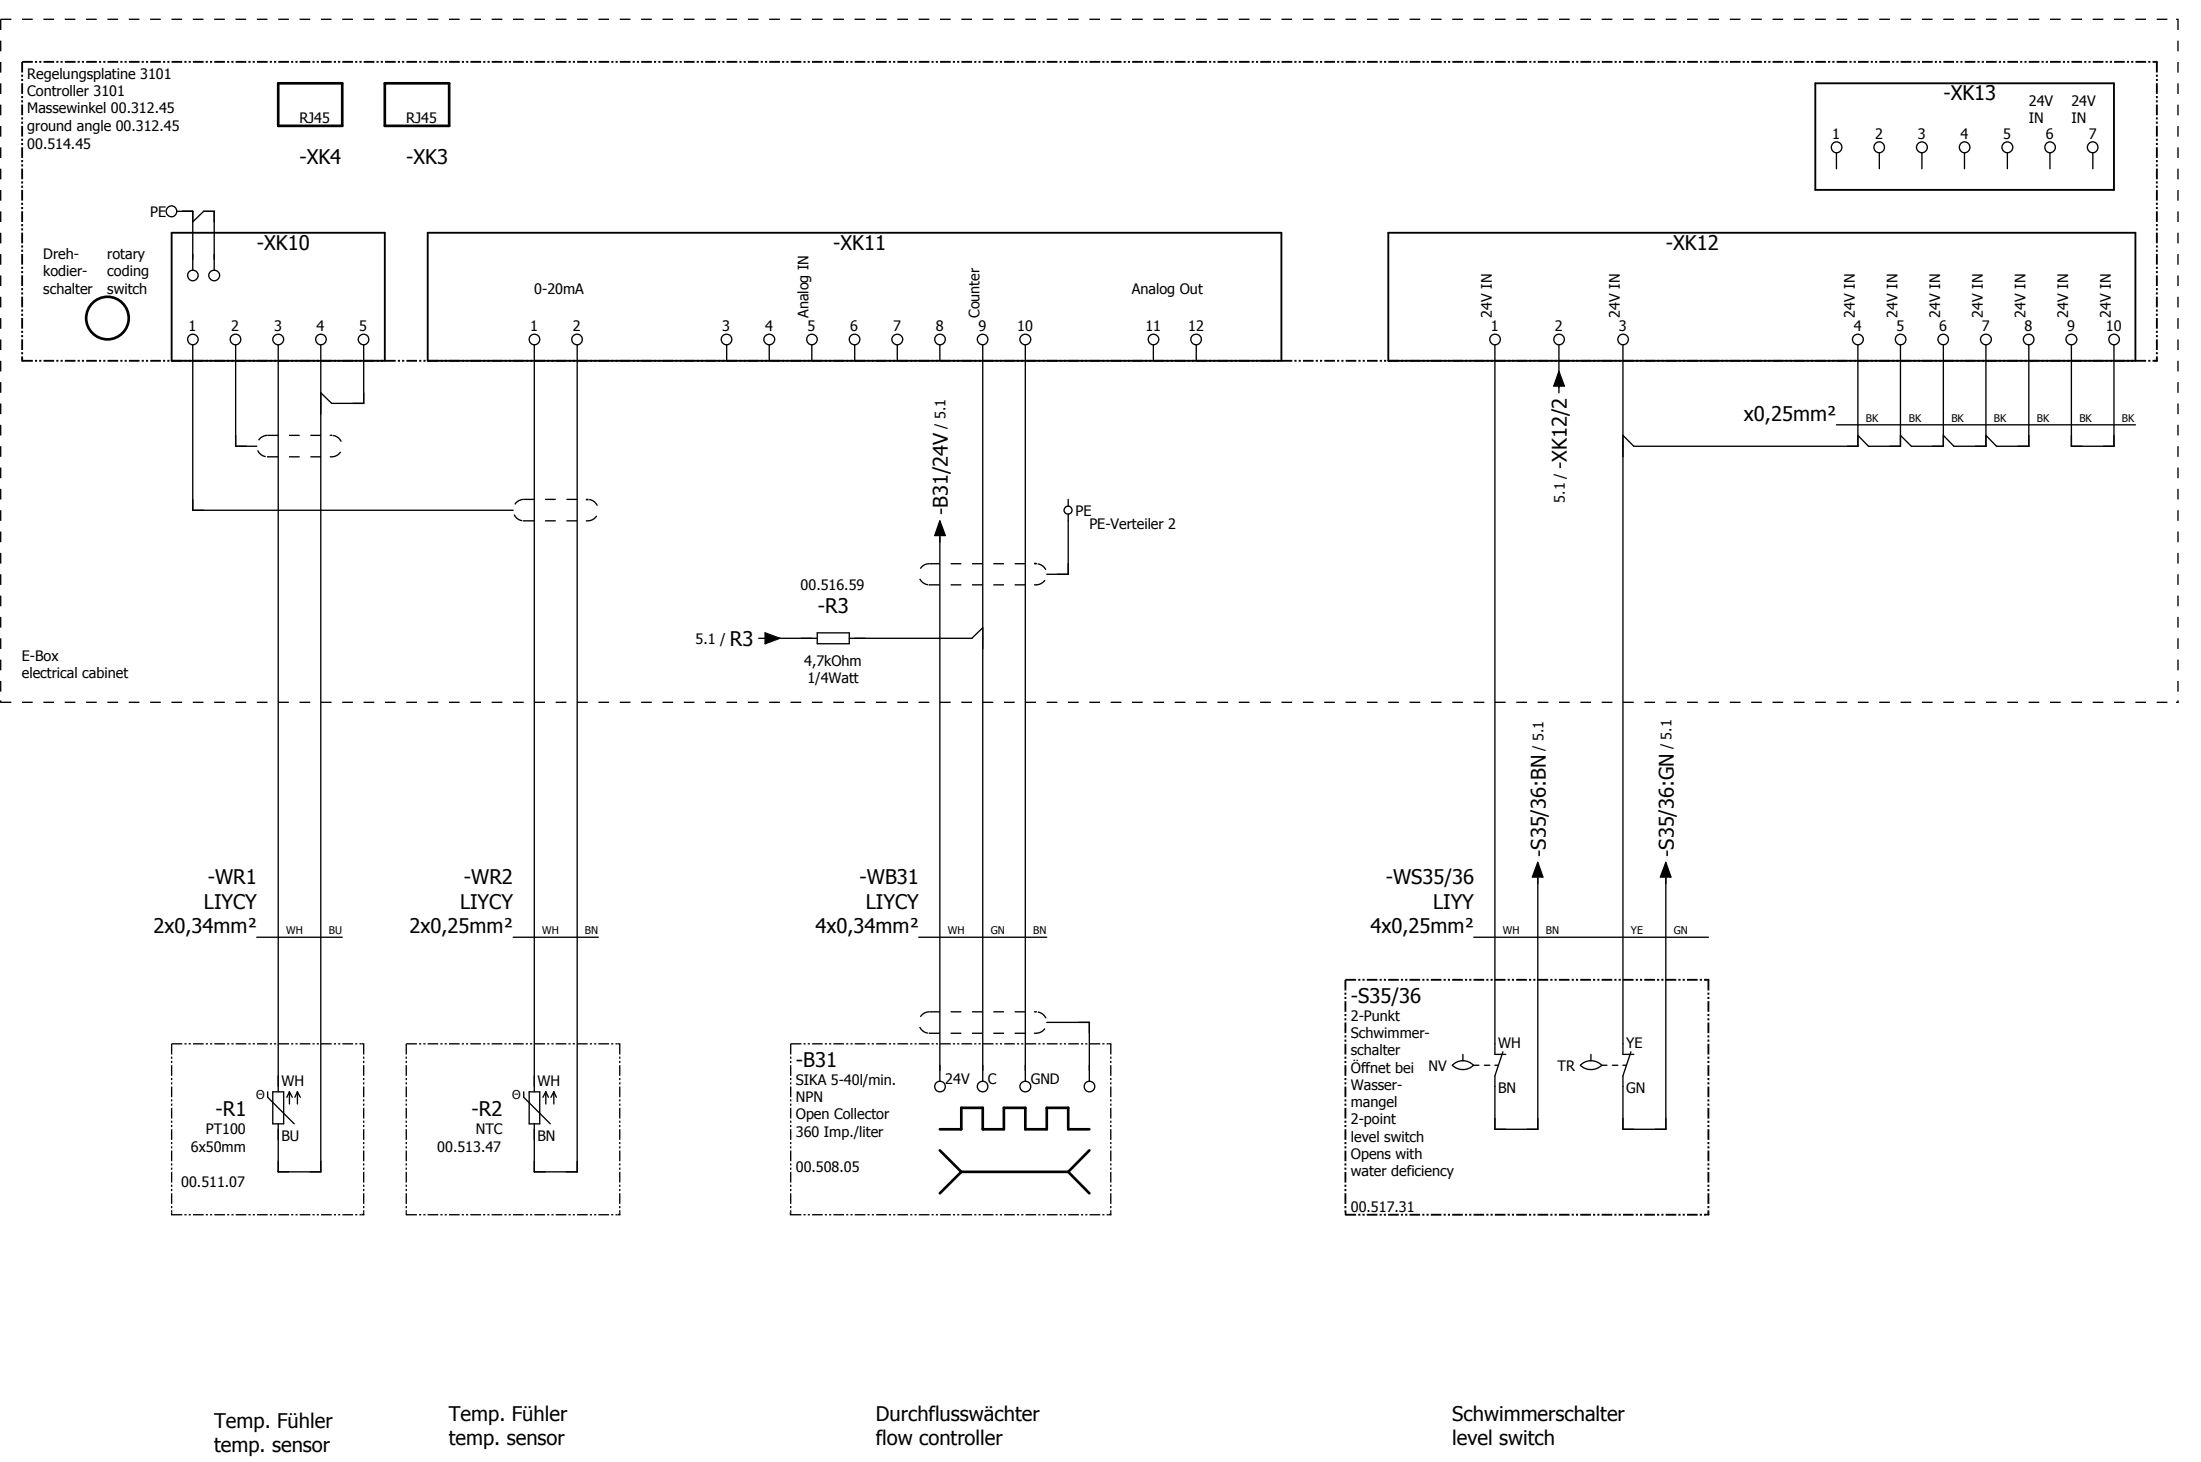 Regelungsplatine 3101
Controller 3101
Massewinkel 00.312.45
ground angle 00.312.45
00.514.45
RJ45
-XK4
RJ45
-XK3
-XK13
24V
IN
24V
IN
1 2 3 4 5 6 7
PE
Dreh-
kodier-
schalter
rotary
coding
switch
-XK10
1 2 3 4 5
-XK11
0-20mA
Analog IN
Counter
Analog Out
1 2 3 4 5 6 7 8 9 10 11 12
-XK12
24V IN
24V IN
24V IN
24V IN
24V IN
24V IN
24V IN
24V IN
1 2 3 4 5 6 7 8 9 10
x0,25mm²
BK BK BK BK BK BK BK
-B31/24V / 5.1
5.1 / -XK12/2
PE
PE-Verteiler 2
00.516.59
-R3
5.1 / R3
4,7kOhm
1/4Watt
E-Box
electrical cabinet
-S35/36:BN / 5.1
-S35/36:GN / 5.1
-WR1
LIYCY
2x0,34mm²
WH BU
-WR2
LIYCY
2x0,25mm²
WH BN
-WB31
LIYCY
4x0,34mm²
WH GN BN
-WS35/36
LIYY
4x0,25mm²
WH BN YE GN
WH
Θ
-R1
PT100
6x50mm
BU
00.511.07
WH
Θ
-R2
NTC
00.513.47
BN
-B31
SIKA 5-40l/min.
NPN
Open Collector
360 Imp./liter
00.508.05
24V C GND
-S35/36
2-Punkt
Schwimmer-
schalter
Öffnet bei
Wasser-
mangel
2-point
level switch
Opens with
water deficiency
00.517.31
NV
WH
BN
TR
YE
GN
Temp. Fühler
temp. sensor
Temp. Fühler
temp. sensor
Durchflusswächter
flow controller
Schwimmerschalter
level switch